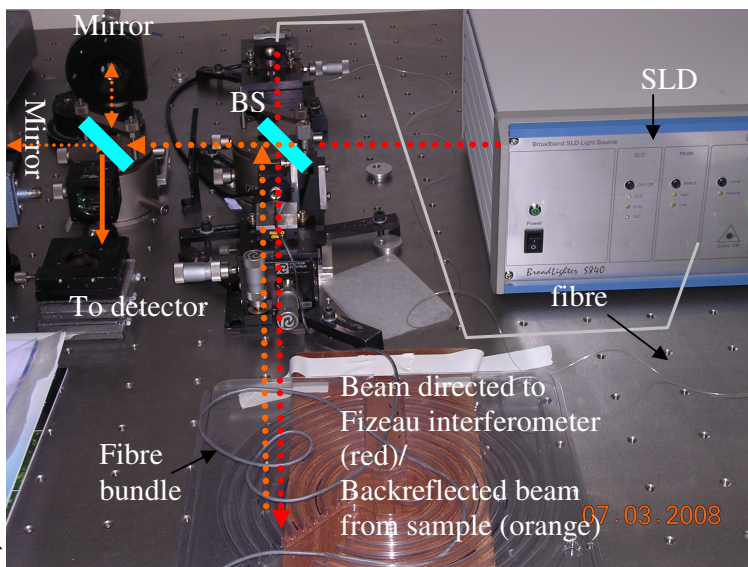 Mirror
BS
SLD
Mirror
Broadband SLD Light Source
SLD
Mode
Power
BroadLighter S840
To detector
fibre
Fibre
bundle
Beam directed to
Fizeau interferometer
(red)/
Backreflected beam
from sample (orange)
07.03.2008